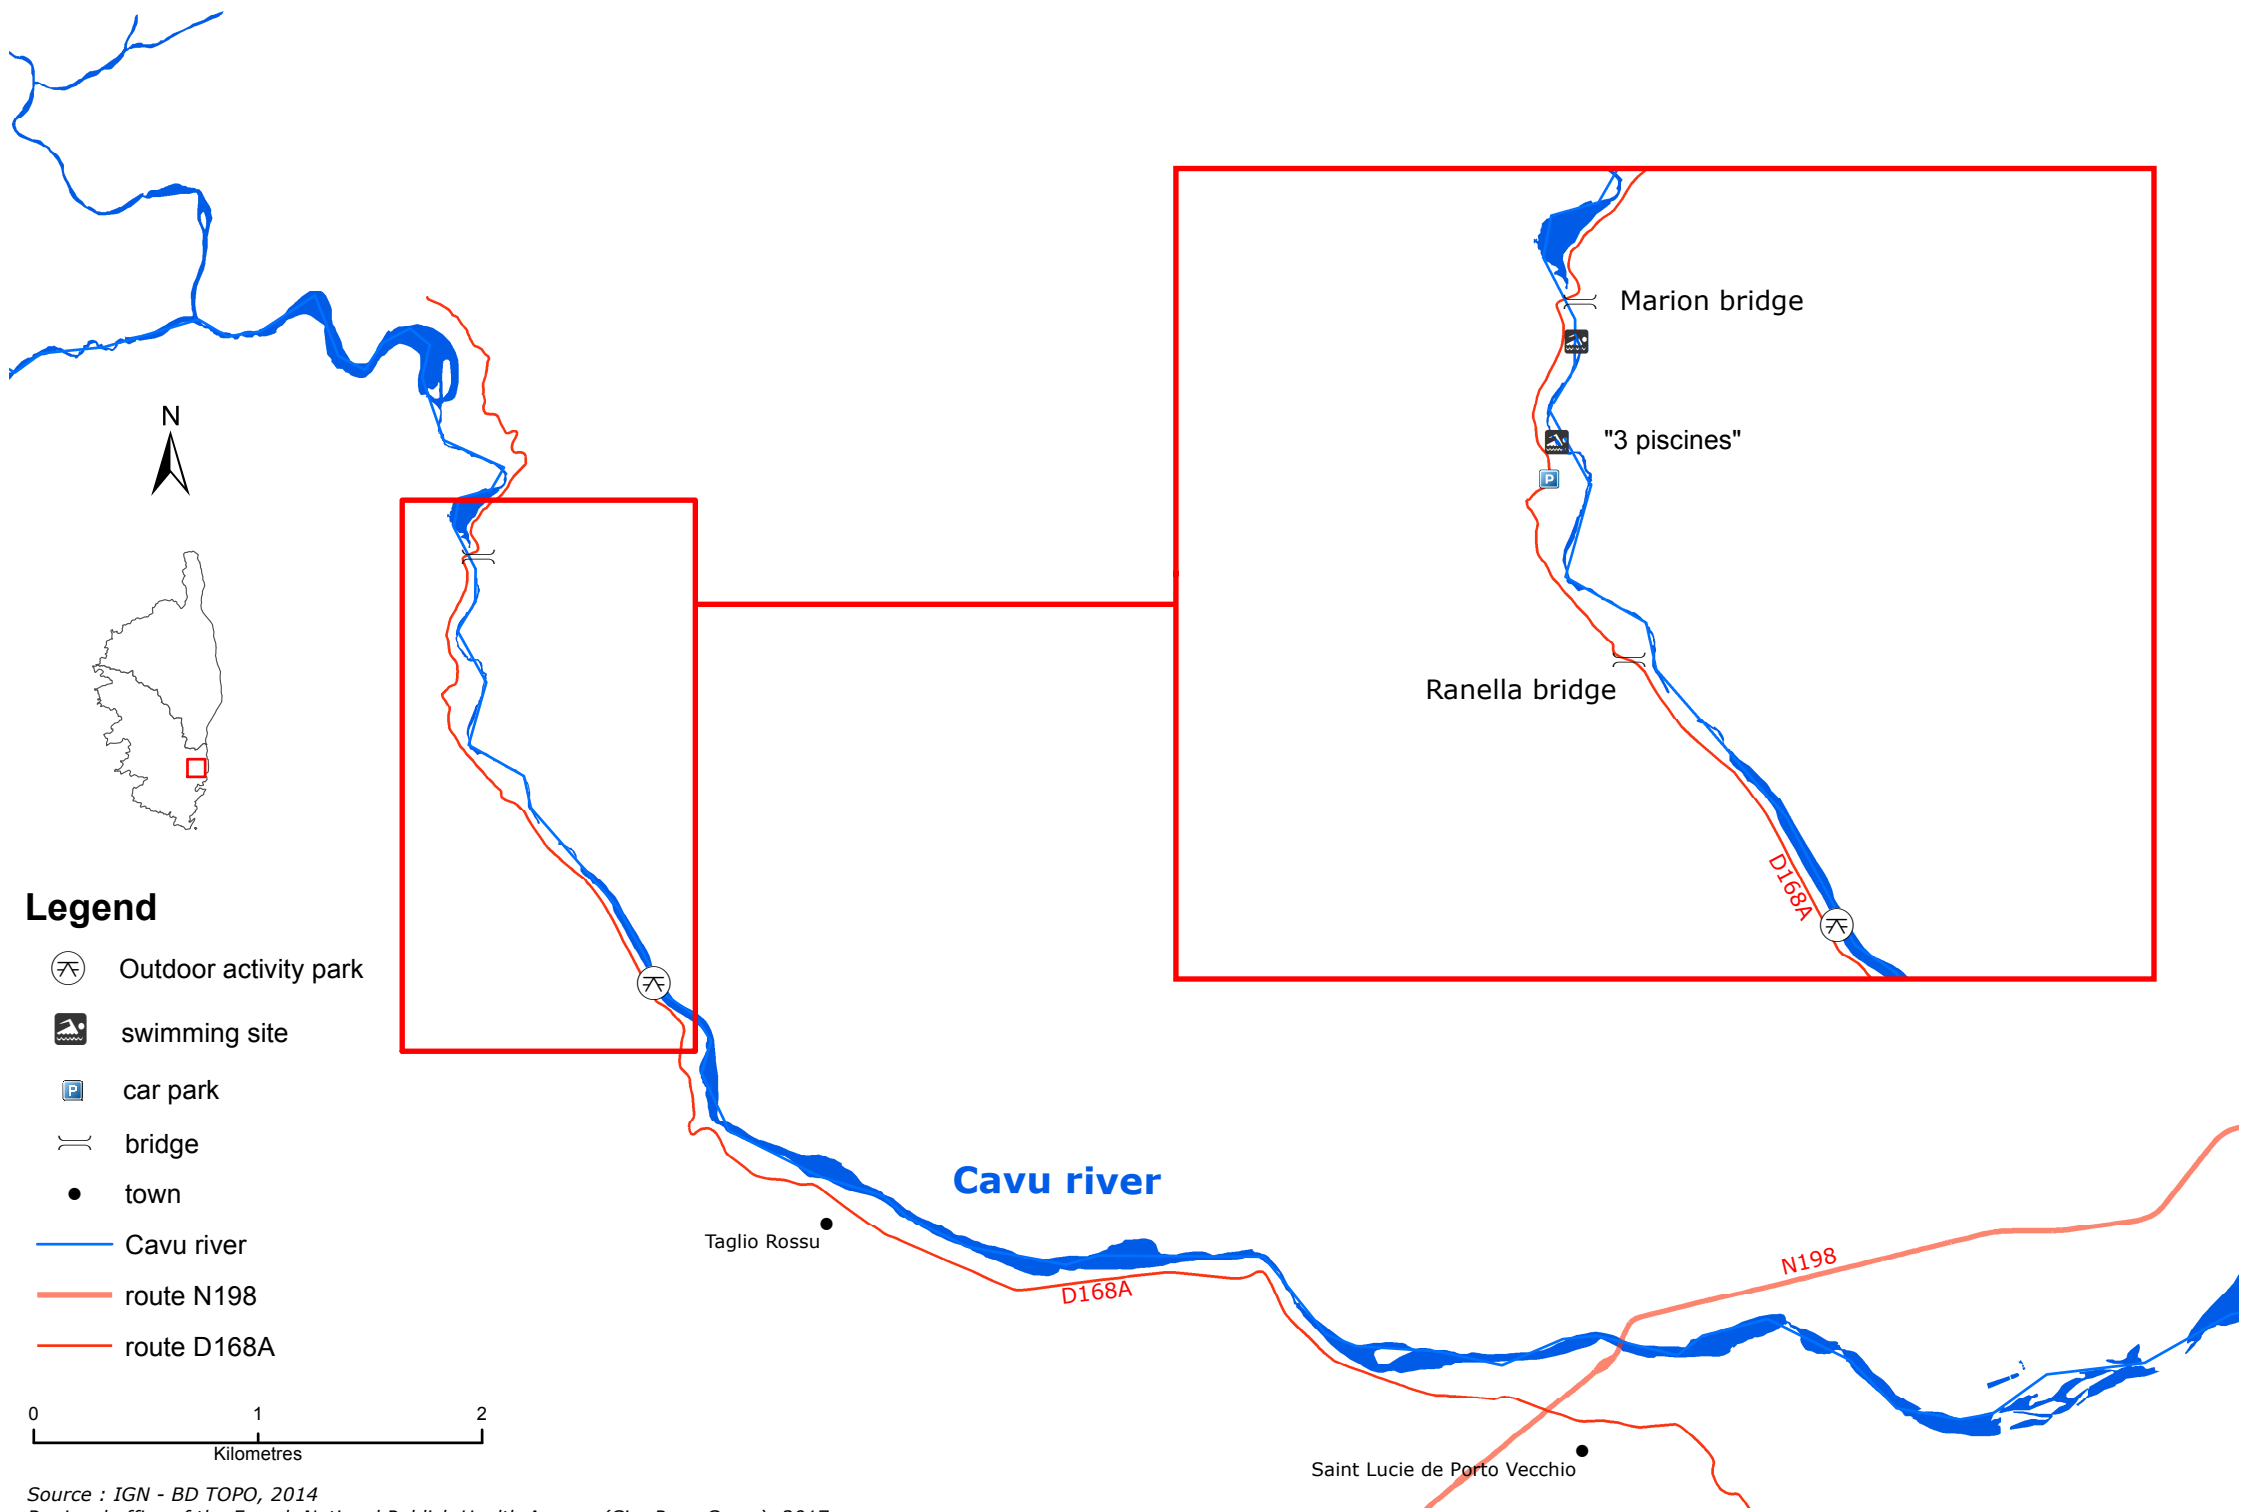 N
Marion bridge
"3 piscines"
P
Ranella bridge
D168A
Legend
Outdoor activity park
swimming site
P
car park
bridge
town
Cavu river
route N198
route D168A
Cavu river
Taglio Rossu
D168A
N198
Saint Lucie de Porto Vecchio
0 1 2
Kilometres
Source : IGN - BD TOPO, 2014